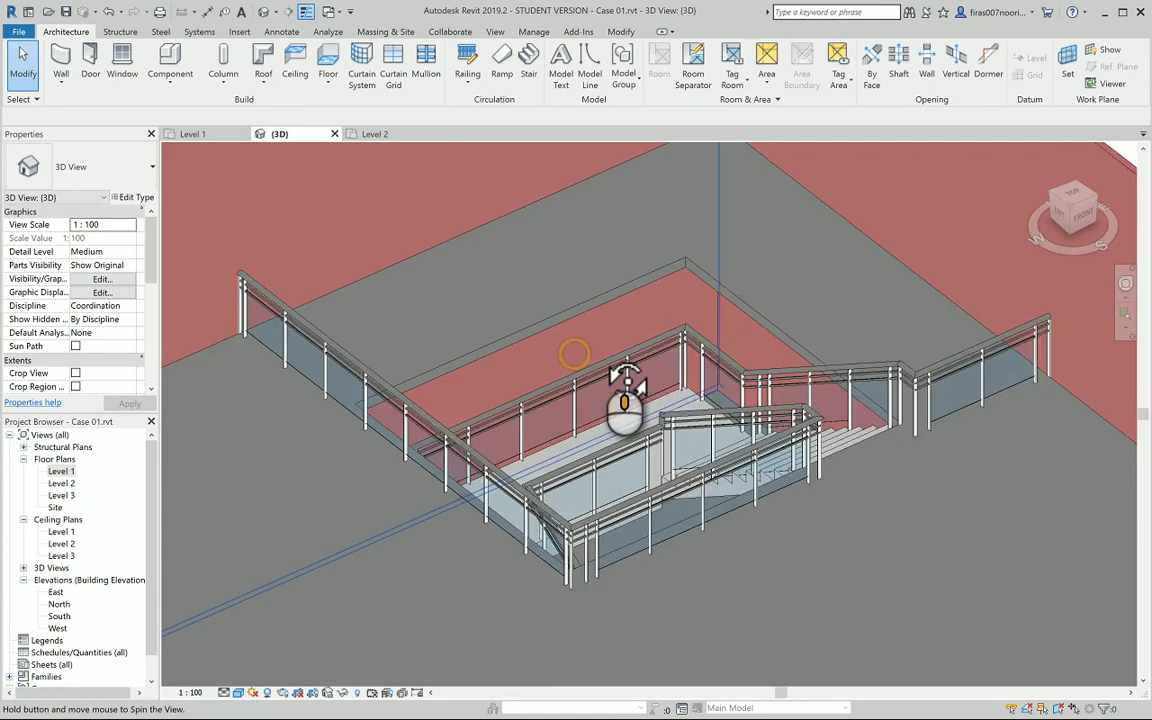 Autodesk Revit 2019.2 - STUDENT VERSION - Case 01.rvt - 3D View: {3D}
Type a keyword or phrase
firas007noori...
File Architecture Structure Steel Systems Insert Annotate Analyze Massing & Site Collaborate View Manage Add-Ins Modify
Modify Wall Door Window Component Column Roof Ceiling Floor Curtain System Curtain Grid Mullion Railing Ramp Stair Model Text Model Line Model Group Room Room Separator Tag Room Area Area Boundary Tag Area By Face Shaft Wall Vertical Dormer Level Grid Set Show Ref Plane Viewer
Select Build Circulation Model Room & Area Opening Datum Work Plane
Properties
Level 1 {3D} Level 2
3D View
3D View: {3D} Edit Type
Graphics
View Scale 1 : 100
Scale Value 1: 100
Detail Level Medium
Parts Visibility Show Original
Visibility/Grap... Edit...
Graphic Displa... Edit...
Discipline Coordination
Show Hidden ... By Discipline
Default Analys... None
Sun Path
Extents
Crop View
Crop Region ...
Properties help Apply
Project Browser - Case 01.rvt
Views (all)
Structural Plans
Floor Plans
Level 1
Level 2
Level 3
Site
Ceiling Plans
Level 1
Level 2
Level 3
3D Views
Elevations (Building Elevation
East
North
South
West
Legends
Schedules/Quantities (all)
Sheets (all)
Families
TOP
LEFT
FRONT
W
S
1 : 100
Hold button and move mouse to Spin the View.
:0
Main Model
:0